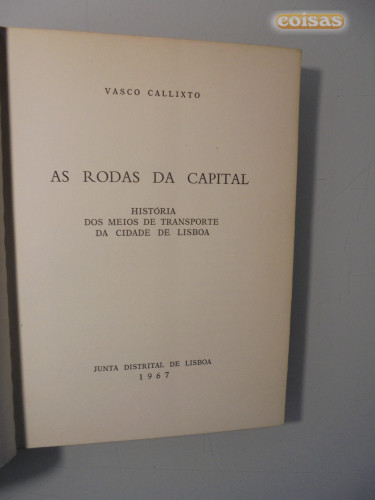 coisas
VASCO CALLIXTO
AS RODAS DA CAPITAL
HISTÓRIA
DOS MEIOS DE TRANSPORTE
DA CIDADE DE LISBOA
JUNTA DISTRITAL DE LISBOA
1967